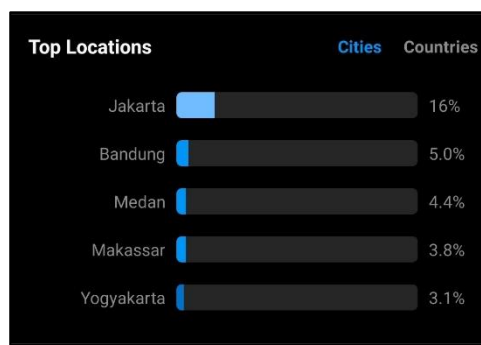 Top Locations Cities Countries
Jakarta 16%
Bandung 5.0%
Medan 4.4%
Makassar 3.8%
Yogyakarta 3.1%